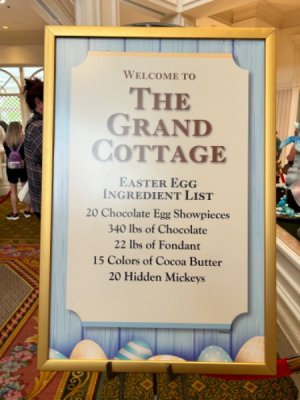 WELCOME TO
THE
GRAND
COTTAGE
EASTER EGG
INGREDIENT LIST
20 Chocolate Egg Showpieces
340 lbs of Chocolate
22 lbs of Fondant
15 Colors of Cocoa Butter
20 Hidden Mickeys